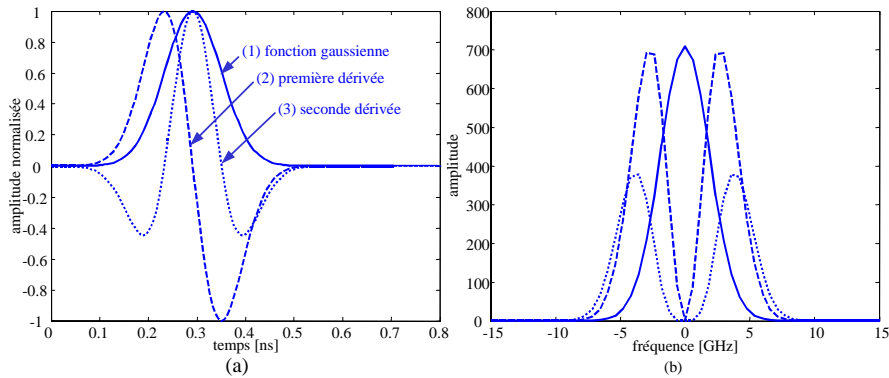 1
0.8
0.6
0.4
0.2
0
-0.2
-0.4
-0.6
-0.8
-1
amplitude normalisée
(1) fonction gaussienne
(2) première dérivée
(3) seconde dérivée
0 0.1 0.2 0.3 0.4 0.5 0.6 0.7 0.8
temps [ns]
(a)
800
700
600
500
400
300
200
100
0
amplitude
-15 -10 -5 0 5 10 15
fréquence [GHz]
(b)